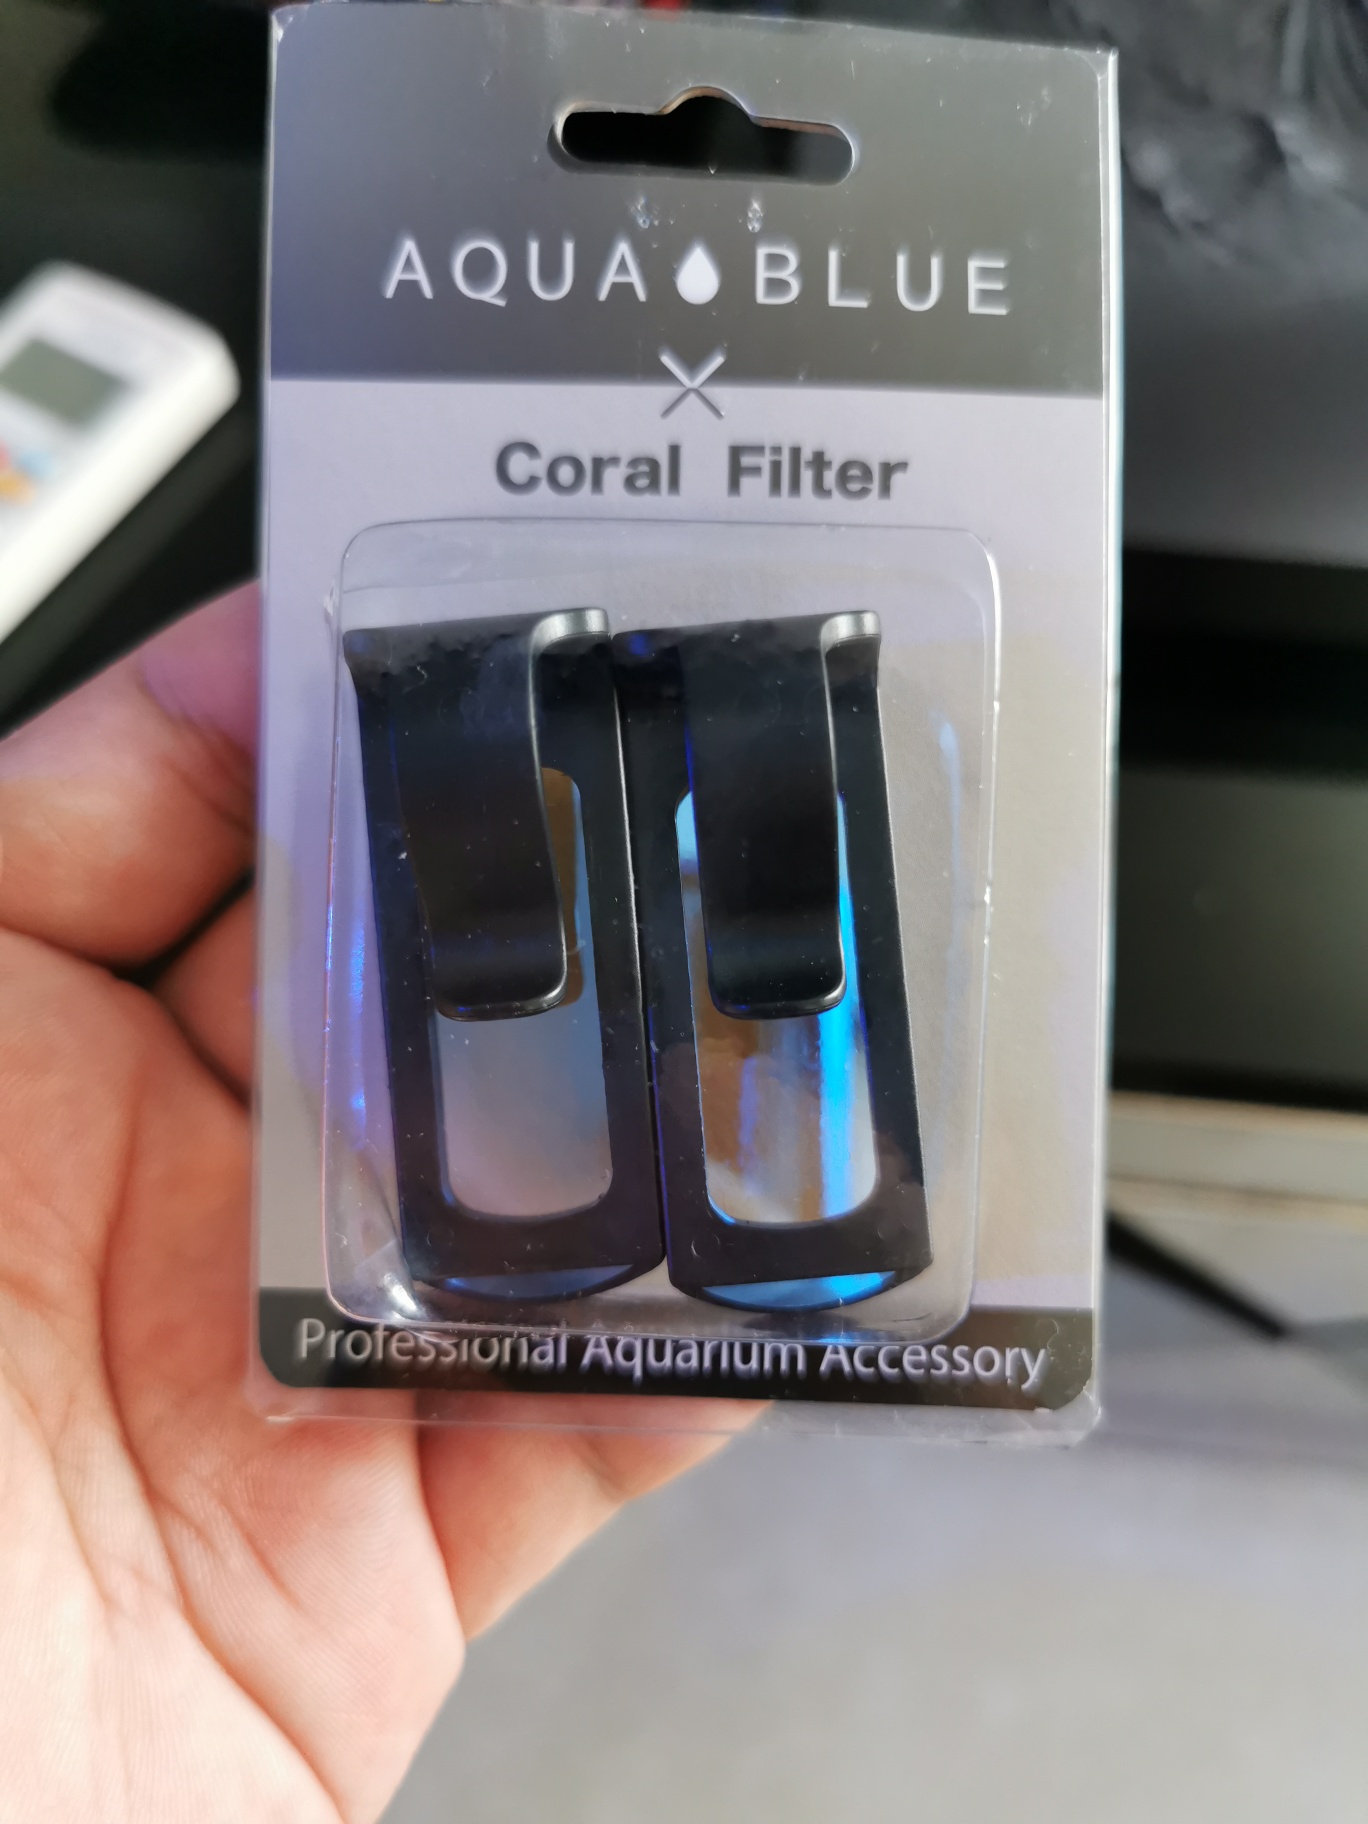 AQUA BLUE
Coral Filter
Professional Aquarium Accessory